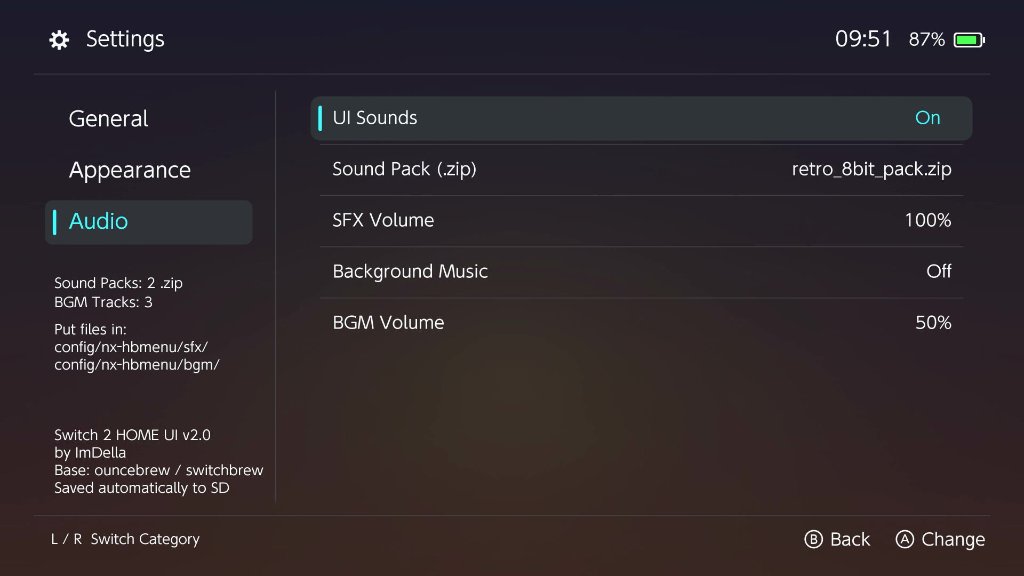 Settings
09:51 87%
General
Appearance
Audio
Sound Packs: 2 .zip
BGM Tracks: 3
Put files in:
config/nx-hbmenu/sfx/
config/nx-hbmenu/bgm/
Switch 2 HOME UI v2.0
by ImDella
Base: ouncebrew / switchbrew
Saved automatically to SD
UI Sounds On
Sound Pack (.zip) retro_8bit_pack.zip
SFX Volume 100%
Background Music Off
BGM Volume 50%
L / R Switch Category
B Back A Change